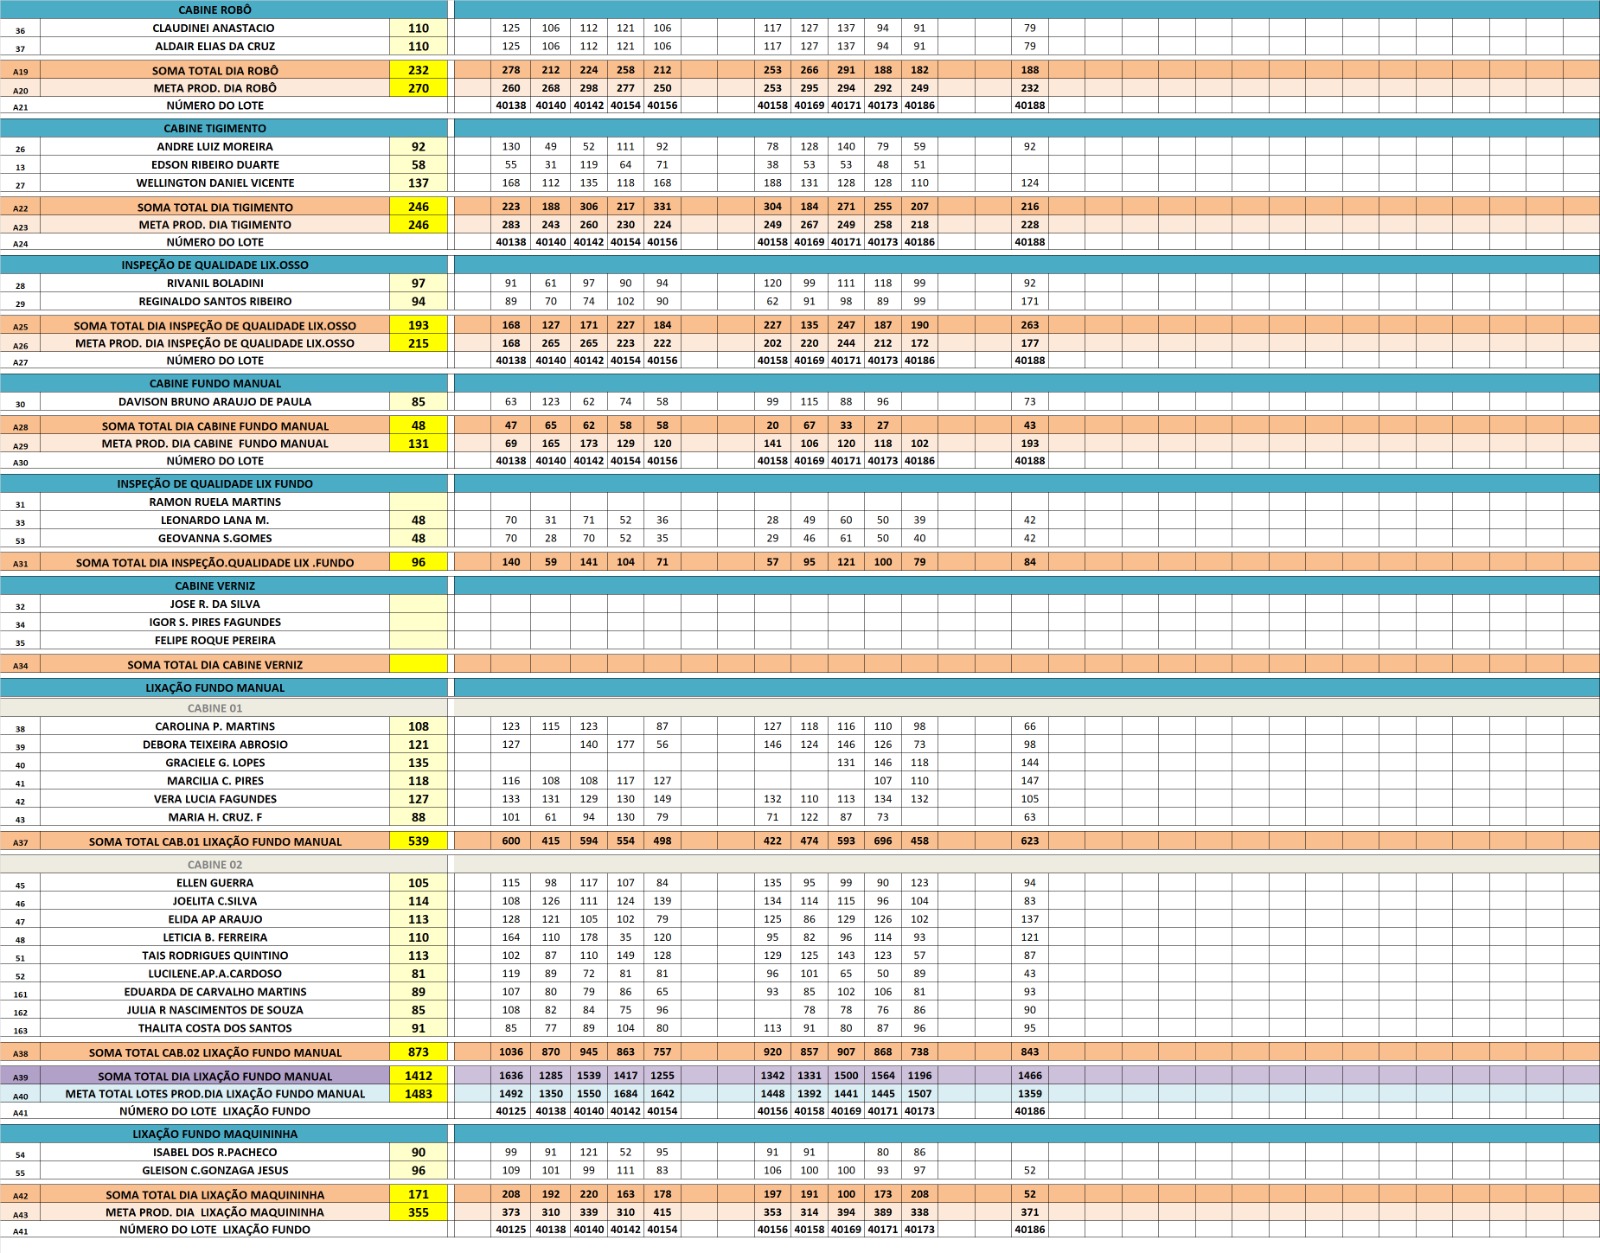 CABINE ROBÔ
36 CLAUDINEI ANASTACIO 110 125 106 112 121 106 117 127 137 94 91 79
37 ALDAIR ELIAS DA CRUZ 110 125 106 112 121 106 117 127 137 94 91 79
A19 SOMA TOTAL DIA ROBÔ 232 278 212 224 258 212 253 266 291 188 182 188
A20 META PROD. DIA ROBÔ 270 260 268 298 277 250 253 295 294 292 249 232
A21 NÚMERO DO LOTE 40138 40140 40142 40154 40156 40158 40169 40171 40173 40186 40188
CABINE TIGIMENTO
26 ANDRE LUIZ MOREIRA 92 130 49 52 111 92 78 128 140 79 59 92
13 EDSON RIBEIRO DUARTE 58 55 31 119 64 71 38 53 53 48 51
27 WELLINGTON DANIEL VICENTE 137 168 112 135 118 168 188 131 128 128 110 124
A22 SOMA TOTAL DIA TIGIMENTO 246 223 188 306 217 331 304 184 271 255 207 216
A23 META PROD. DIA TIGIMENTO 246 283 243 260 230 224 249 267 249 258 218 228
A24 NÚMERO DO LOTE 40138 40140 40142 40154 40156 40158 40169 40171 40173 40186 40188
INSPEÇÃO DE QUALIDADE LIX.OSSO
28 RIVANIL BOLADINI 97 91 61 97 90 94 120 99 111 118 99 92
29 REGINALDO SANTOS RIBEIRO 94 89 70 74 102 90 62 91 98 89 99 171
A25 SOMA TOTAL DIA INSPEÇÃO DE QUALIDADE LIX.OSSO 193 168 127 171 227 184 227 135 247 187 190 263
A26 META PROD. DIA INSPEÇÃO DE QUALIDADE LIX.OSSO 215 168 265 265 223 222 202 220 244 212 172 177
A27 NÚMERO DO LOTE 40138 40140 40142 40154 40156 40158 40169 40171 40173 40186 40188
CABINE FUNDO MANUAL
30 DAVISON BRUNO ARAUJO DE PAULA 85 63 123 62 74 58 99 115 88 96 73
A28 SOMA TOTAL DIA CABINE FUNDO MANUAL 48 47 65 62 58 58 20 67 33 27 43
A29 META PROD. DIA CABINE FUNDO MANUAL 131 69 165 173 129 120 141 106 120 118 102 193
A30 NÚMERO DO LOTE 40138 40140 40142 40154 40156 40158 40169 40171 40173 40186 40188
INSPEÇÃO DE QUALIDADE LIX FUNDO
31 RAMON RUELA MARTINS
33 LEONARDO LANA M. 48 70 31 71 52 36 28 49 60 50 39 42
53 GEOVANNA S.GOMES 48 70 28 70 52 35 29 46 61 50 40 42
A31 SOMA TOTAL DIA INSPEÇÃO.QUALIDADE LIX .FUNDO 96 140 59 141 104 71 57 95 121 100 79 84
CABINE VERNIZ
32 JOSE R. DA SILVA
34 IGOR S. PIRES FAGUNDES
35 FELIPE ROQUE PEREIRA
A34 SOMA TOTAL DIA CABINE VERNIZ
LIXAÇÃO FUNDO MANUAL
CABINE 01
38 CAROLINA P. MARTINS 108 123 115 123 87 127 118 116 110 98 66
39 DEBORA TEIXEIRA ABROSIO 121 127 140 177 56 146 124 146 126 73 98
40 GRACIELE G. LOPES 135 131 146 118 144
41 MARCILIA C. PIRES 118 116 108 108 117 127 107 110 147
42 VERA LUCIA FAGUNDES 127 133 131 129 130 149 132 110 113 134 132 105
43 MARIA H. CRUZ. F 88 101 61 94 130 79 71 122 87 73 63
A37 SOMA TOTAL CAB.01 LIXAÇÃO FUNDO MANUAL 539 600 415 594 554 498 422 474 593 696 458 623
CABINE 02
45 ELLEN GUERRA 105 115 98 117 107 84 135 95 99 90 123 94
46 JOELITA C.SILVA 114 108 126 111 124 139 134 114 115 96 104 83
47 ELIDA AP ARAUJO 113 128 121 105 102 79 125 86 129 126 102 137
48 LETICIA B. FERREIRA 110 164 110 178 35 120 95 82 96 114 93 121
51 TAIS RODRIGUES QUINTINO 113 102 87 110 149 128 129 125 143 123 57 87
52 LUCILENE.AP.A.CARDOSO 81 119 89 72 81 81 96 101 65 50 89 43
161 EDUARDA DE CARVALHO MARTINS 89 107 80 79 86 65 93 85 102 106 81 93
162 JULIA R NASCIMENTOS DE SOUZA 85 108 82 84 75 96 78 78 76 86 90
163 THALITA COSTA DOS SANTOS 91 85 77 89 104 80 113 91 80 87 96 95
A38 SOMA TOTAL CAB.02 LIXAÇÃO FUNDO MANUAL 873 1036 870 945 863 757 920 857 907 868 738 843
A39 SOMA TOTAL DIA LIXAÇÃO FUNDO MANUAL 1412 1636 1285 1539 1417 1255 1342 1331 1500 1564 1196 1466
A40 META TOTAL LOTES PROD.DIA LIXAÇÃO FUNDO MANUAL 1483 1492 1350 1550 1684 1642 1448 1392 1441 1445 1507 1359
A41 NÚMERO DO LOTE LIXAÇÃO FUNDO 40125 40138 40140 40142 40154 40156 40158 40169 40171 40173 40186
LIXAÇÃO FUNDO MAQUININHA
54 ISABEL DOS R.PACHECO 90 99 91 121 52 95 91 91 80 86
55 GLEISON C.GONZAGA JESUS 96 109 101 99 111 83 106 100 100 93 97 52
A42 SOMA TOTAL DIA LIXAÇÃO MAQUININHA 171 208 192 220 163 178 197 191 100 173 208 52
A43 META PROD. DIA LIXAÇÃO MAQUININHA 355 373 310 339 310 415 353 314 394 389 338 371
A41 NÚMERO DO LOTE LIXAÇÃO FUNDO 40125 40138 40140 40142 40154 40156 40158 40169 40171 40173 40186